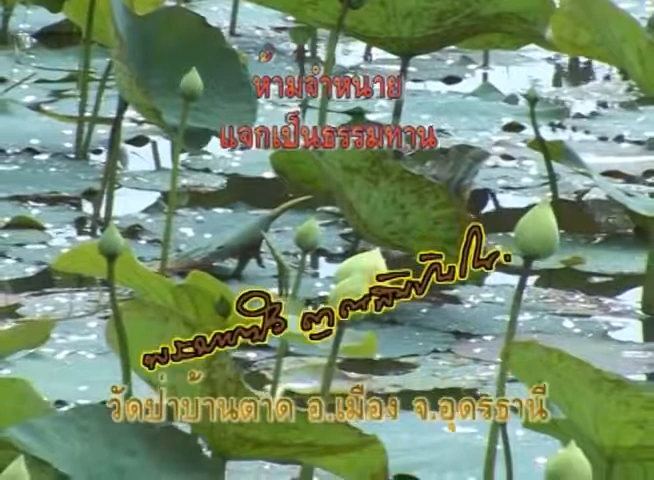 ห้ามจำหน่าย
แจกเป็นธรรมทาน
วัดป่าบ้านตาด อ.เมือง จ.อุดรธานี